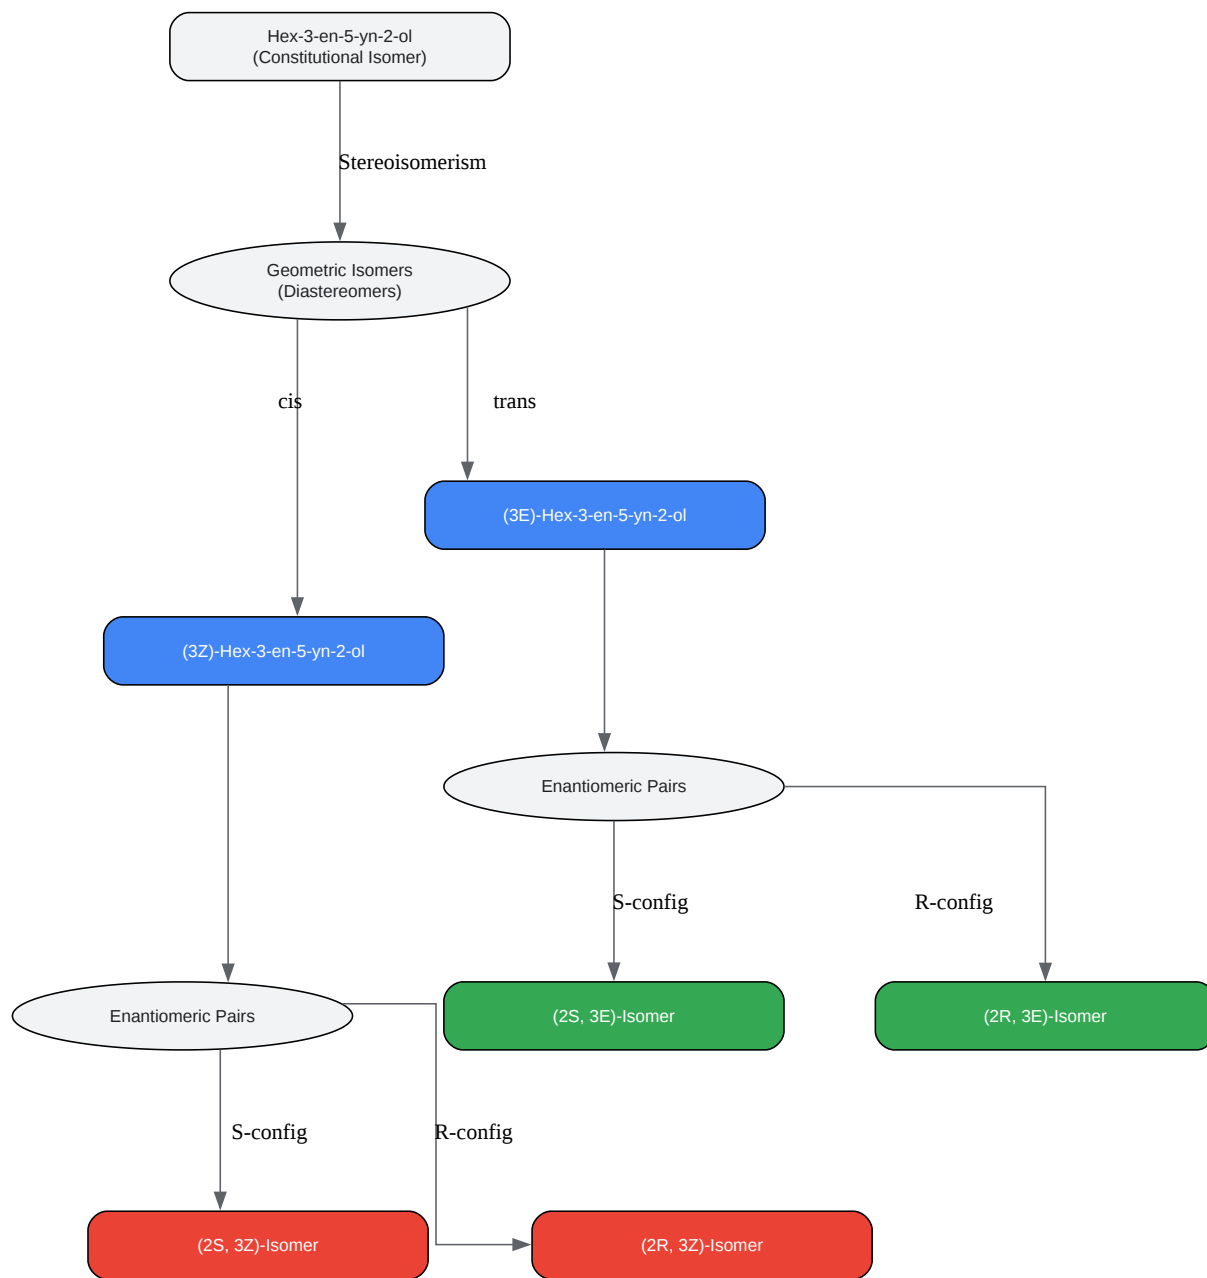 Hex-3-en-5-yn-2-ol
(Constitutional Isomer)
Stereoisomerism
Geometric Isomers
(Diastereomers)
cis
trans
(3E)-Hex-3-en-5-yn-2-ol
(3Z)-Hex-3-en-5-yn-2-ol
Enantiomeric Pairs
S-config
R-config
Enantiomeric Pairs
(2S, 3E)-Isomer
(2R, 3E)-Isomer
S-config
R-config
(2S, 3Z)-Isomer
(2R, 3Z)-Isomer